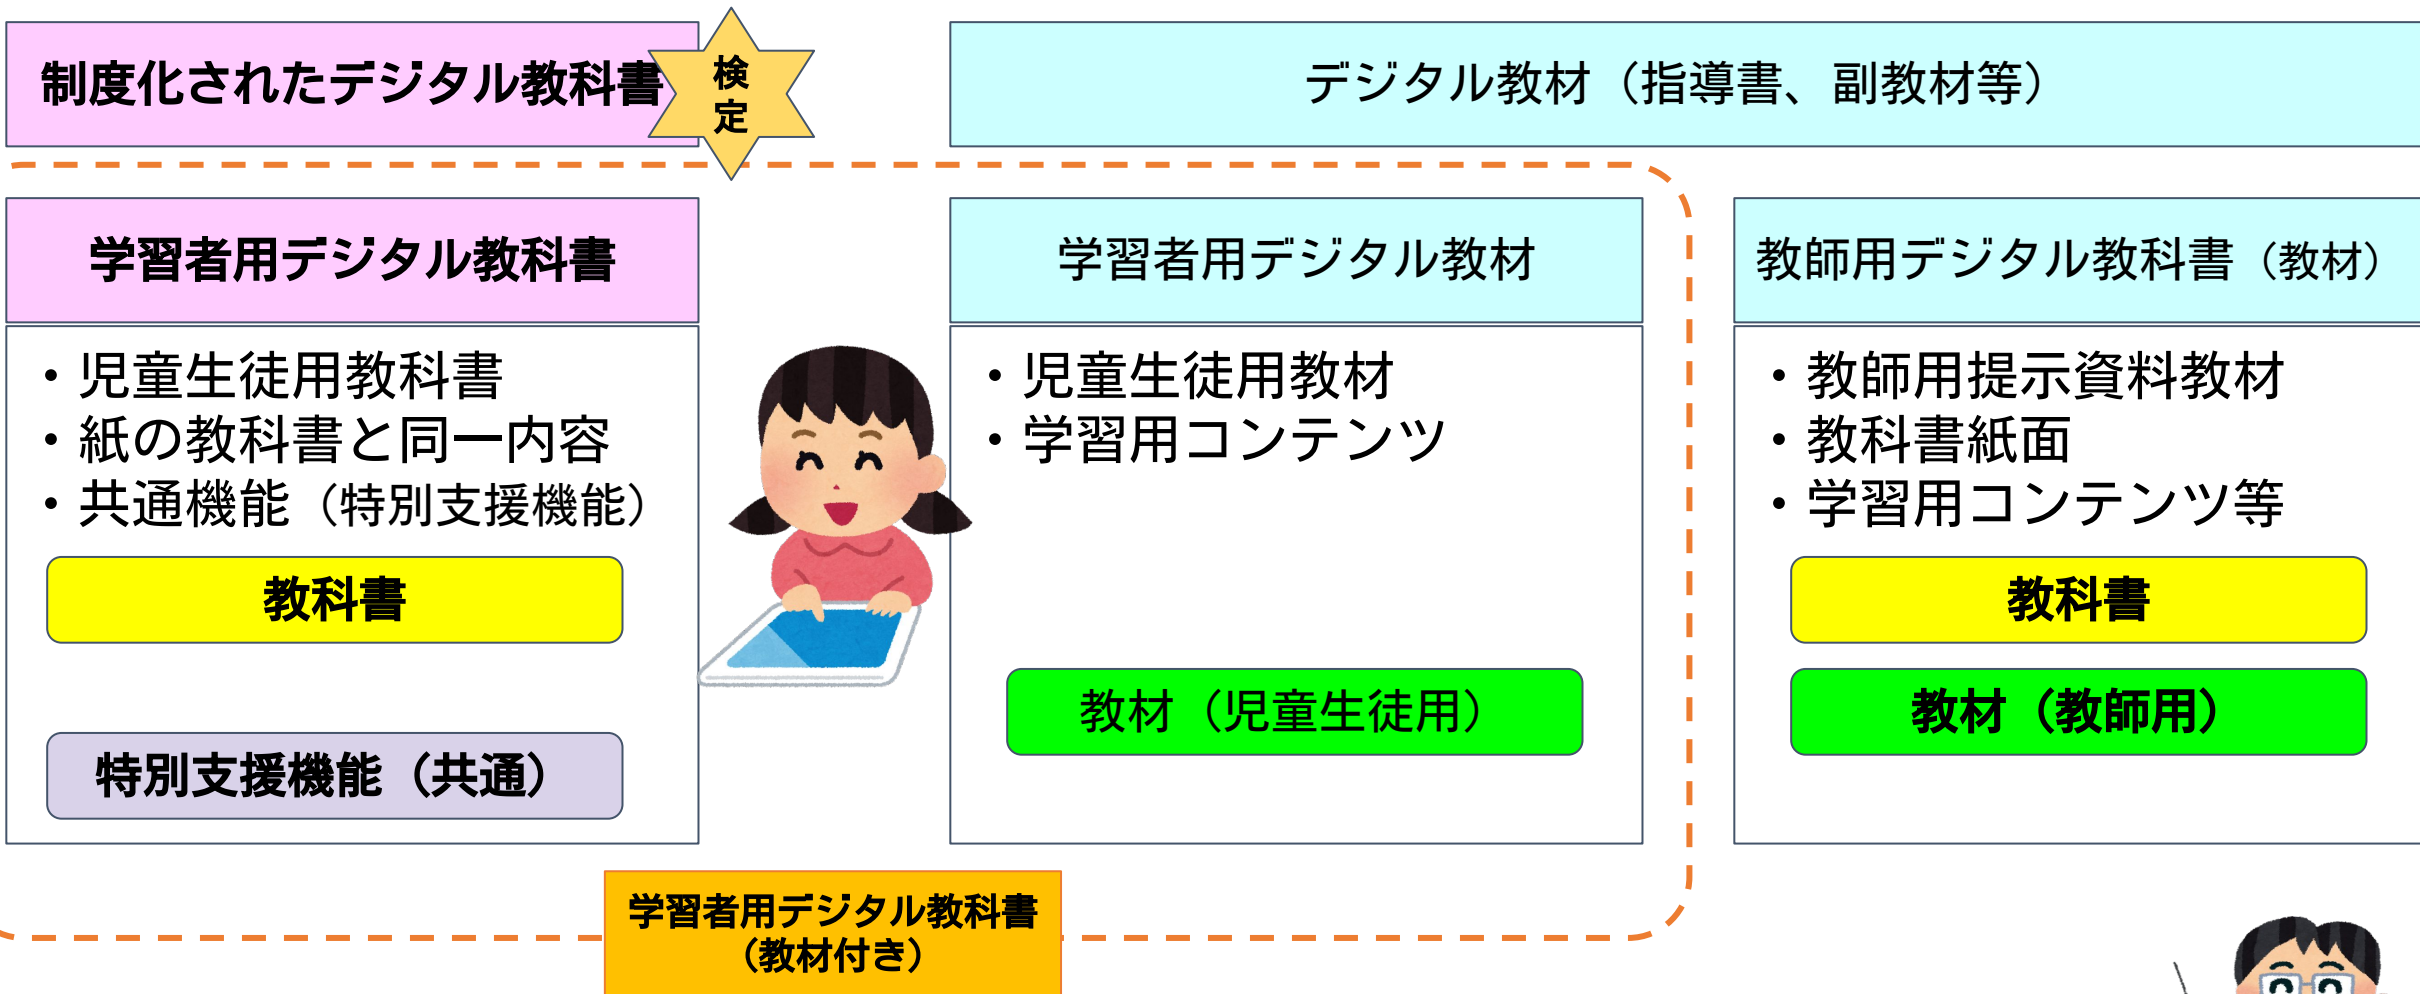 制度化されたデジタル教科書
検
定
デジタル教材（指導書、副教材等）
学習者用デジタル教科書
・児童生徒用教科書
・紙の教科書と同一内容
・共通機能（特別支援機能）
教科書
特別支援機能（共通）
学習者用デジタル教材
・児童生徒用教材
・学習用コンテンツ
教材（児童生徒用）
教師用デジタル教科書（教材）
・教師用提示資料教材
・教科書紙面
・学習用コンテンツ等
教科書
教材（教師用）
学習者用デジタル教科書
（教材付き）